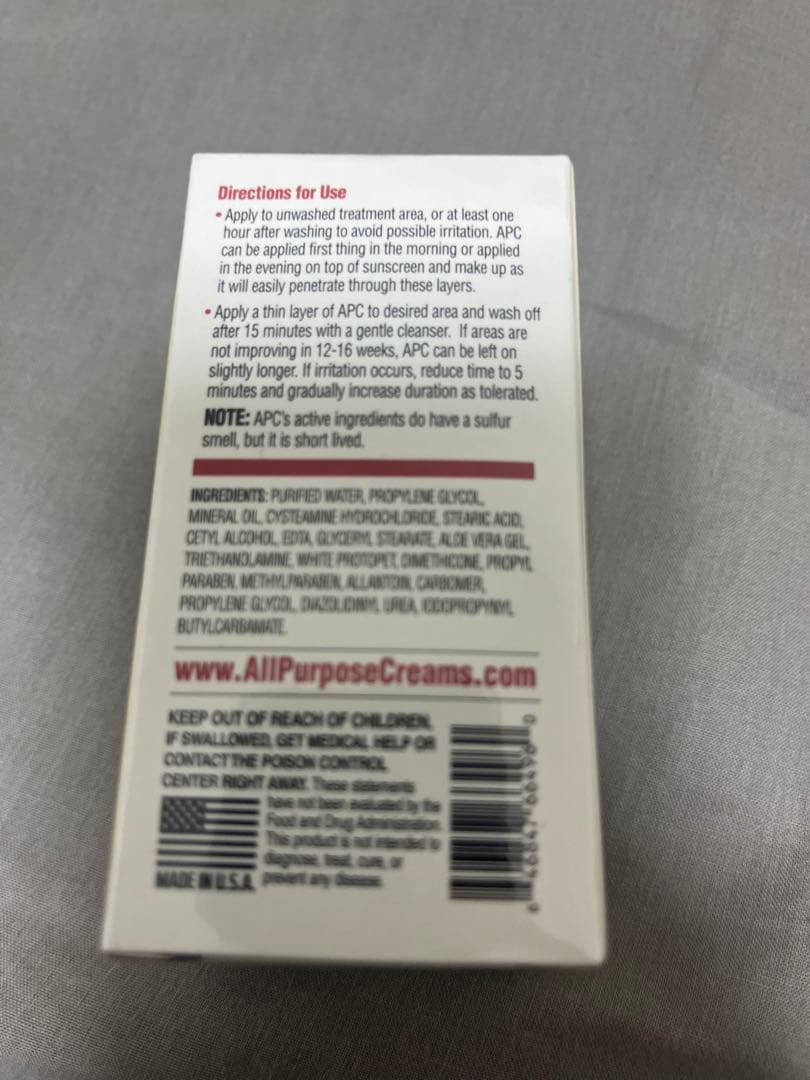 Directions for Use
• Apply to unwashed treatment area, or at least one
hour after washing to avoid possible irritation. APC
can be applied first thing in the morning or applied
in the evening on top of sunscreen and make up as
it will easily penetrate through these layers.
• Apply a thin layer of APC to desired area and wash off
after 15 minutes with a gentle cleanser. If areas are
not improving in 12-16 weeks, APC can be left on
slightly longer. If irritation occurs, reduce time to 5
minutes and gradually increase duration as tolerated.
NOTE: APC's active ingredients do have a sulfur
smell, but it is short lived.
INGREDIENTS: PURIFIED WATER, PROPYLENE GLYCOL,
MINERAL OIL, CYSTEAMINE HYDROCHLORIDE, STEARIC ACID,
CETYL ALCOHOL, EDTA, GLYCERYL STEARATE, ALOE VERA GEL,
TRIETHANOLAMINE, WHITE PROTOPET, DIMETHICONE, PROPYL
PARABEN, METHYLPARABEN, ALLANTOIN, CARBOMER,
PROPYLENE GLYCOL, DIAZOLIDINYL UREA, IODOPROPYNYL
BUTYLCARBAMATE.
www.AllPurposeCreams.com
KEEP OUT OF REACH OF CHILDREN.
IF SWALLOWED, GET MEDICAL HELP OR
CONTACT THE POISON CONTROL
CENTER RIGHT AWAY. These statements
have not been evaluated by the
Food and Drug Administration.
This product is not intended to
diagnose, treat, cure, or
prevent any disease.
MADE IN U.S.A.